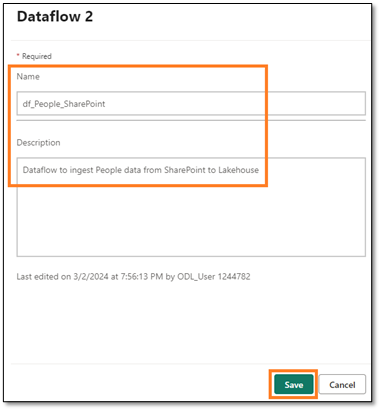 Dataflow 2
* Required
Name
df_People_SharePoint
Description
Dataflow to ingest People data from SharePoint to Lakehouse
Last edited on 3/2/2024 at 7:56:13 PM by ODL_User 1244782
Save Cancel